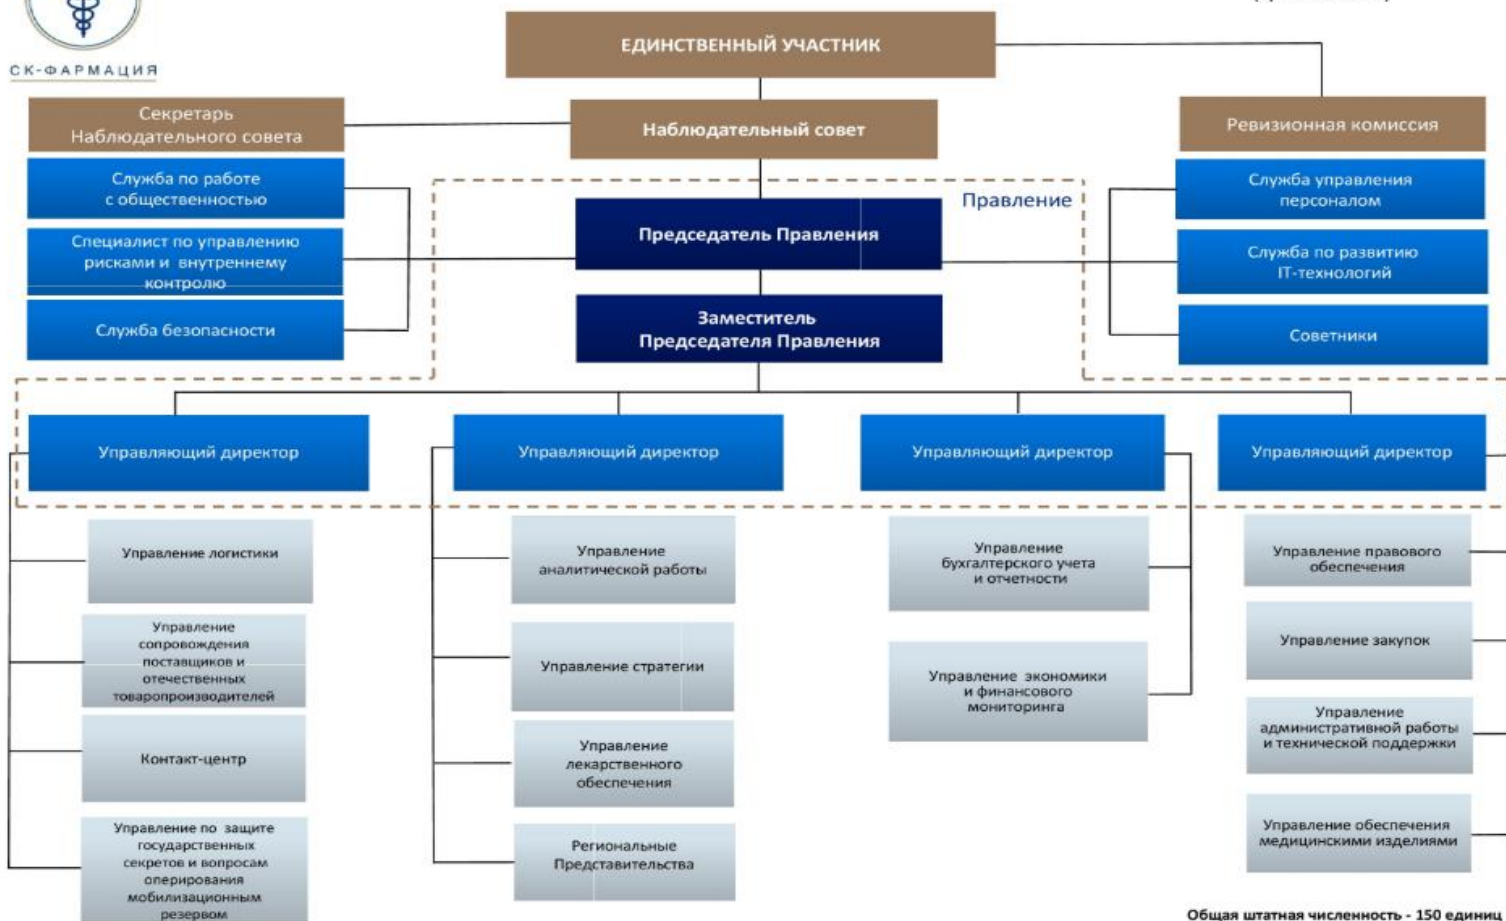 СК-ФАРМАЦИЯ
ЕДИНСТВЕННЫЙ УЧАСТНИК
Секретарь
Наблюдательного совета
Наблюдательный совет
Ревизионная комиссия
Служба по работе
с общественностью
Специалист по управлению
рисками и внутреннему
контролю
Служба безопасности
Правление
Председатель Правления
Заместитель
Председателя Правления
Служба управления
персоналом
Служба по развитию
IT-технологий
Советники
Управляющий директор
Управляющий директор
Управляющий директор
Управляющий директор
Управление логистики
Управление
сопровождения
поставщиков и
отечественных
товаропроизводителей
Контакт-центр
Управление по защите
государственных
секретов и вопросам
оперирования
мобилизационным
резервом
Управление
аналитической работы
Управление стратегии
Управление
лекарственного
обеспечения
Региональные
Представительства
Управление
бухгалтерского учета
и отчетности
Управление экономики
и финансового
мониторинга
Управление правового
обеспечения
Управление закупок
Управление
административной работы
и технической поддержки
Управление обеспечения
медицинскими изделиями
Общая штатная численность - 150 единиц